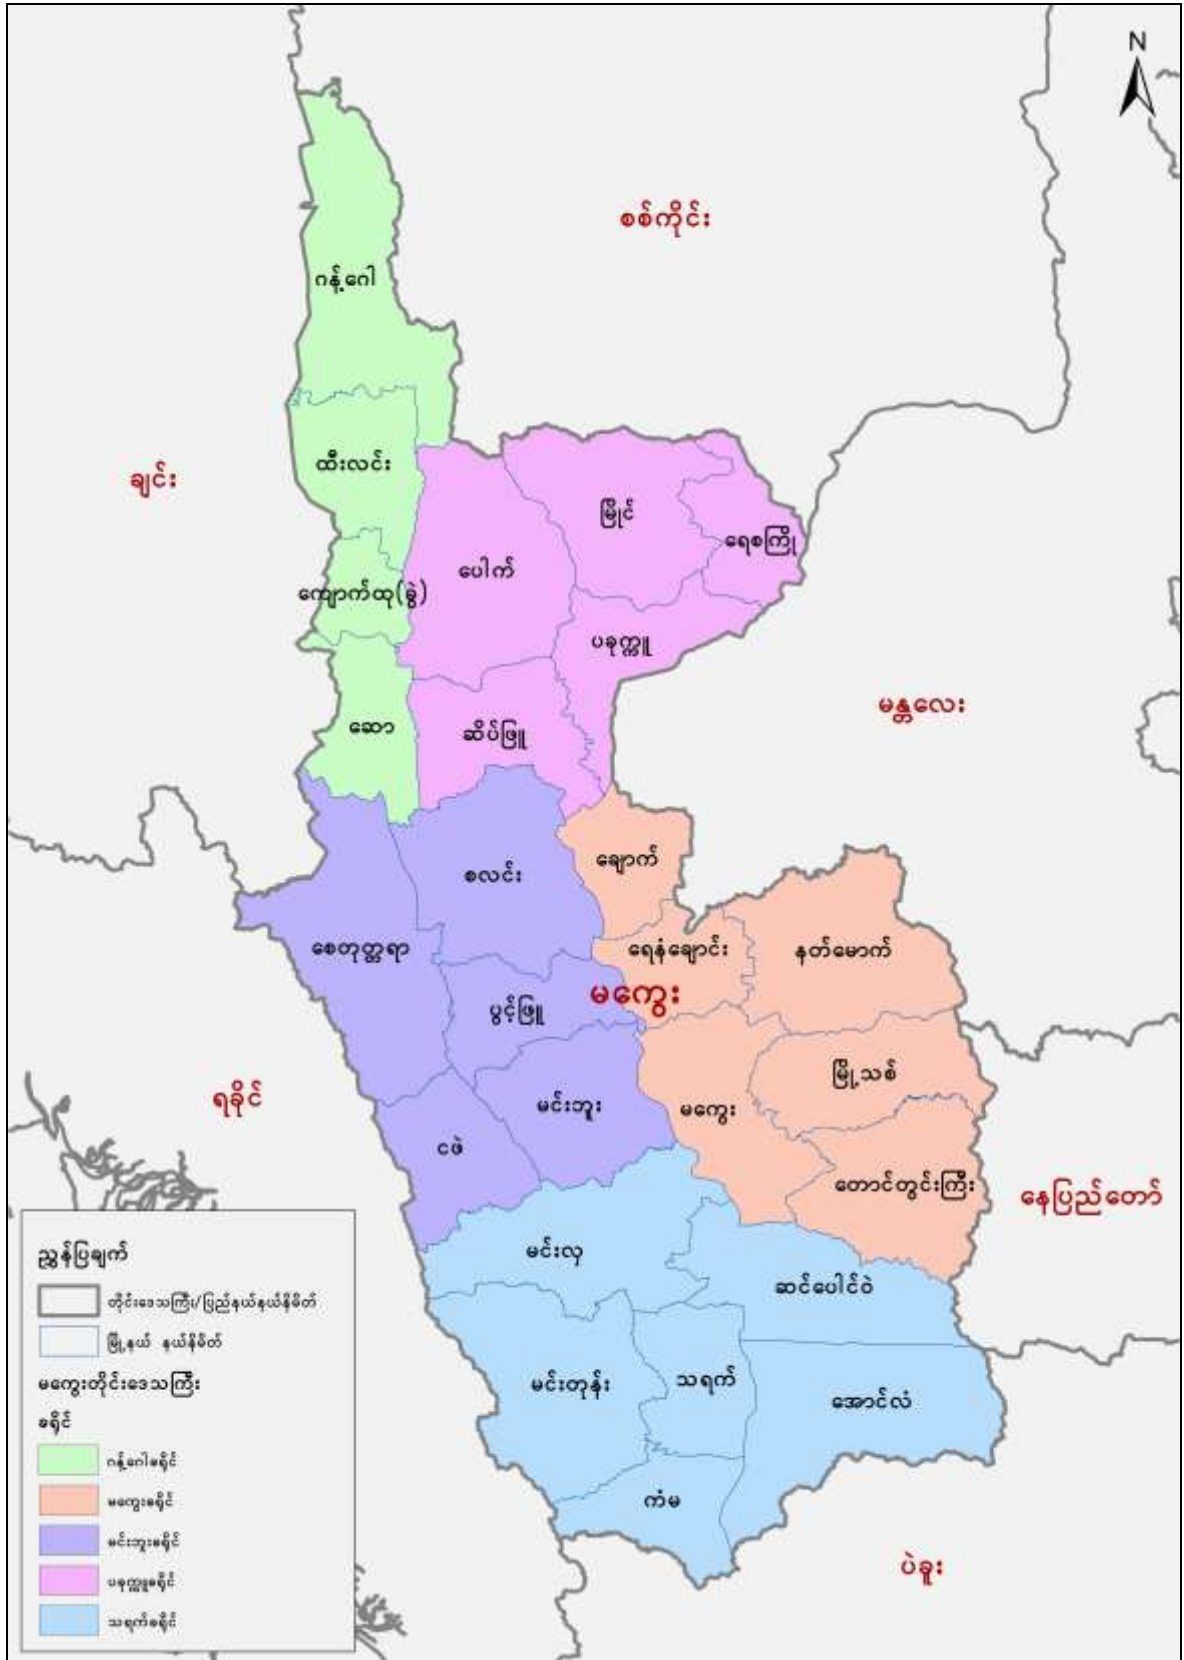 N
စစ်ကိုင်း
ဂန့်ဂေါ
ထီးလင်း
ချင်း
မြိုင်
ရေစကြို
ပေါက်
ကျောက်ထု(ခွဲ)
ပခုက္ကူ
မန္တလေး
ဆော
ဆိပ်ဖြူ
ချောက်
စလင်း
စေတုတ္တရာ
ရေနံချောင်း
နတ်မောက်
မကွေး
ပွင့်ဖြူ
မြို့သစ်
ရခိုင်
မင်းဘူး
မကွေး
ငဖဲ
တောင်တွင်းကြီး
နေပြည်တော်
မင်းလှ
ဆင်ပေါင်ဝဲ
မင်းတုန်း
သရက်
အောင်လံ
ကံမ
ပဲခူး
ညွှန်ပြချက်
တိုင်းဒေသကြီး/ပြည်နယ်နယ်နိမိတ်
မြို့နယ် နယ်နိမိတ်
မကွေးတိုင်းဒေသကြီး
ခရိုင်
ဂန့်ဂေါခရိုင်
မကွေးခရိုင်
မင်းဘူးခရိုင်
ပခုက္ကူခရိုင်
သရက်ခရိုင်